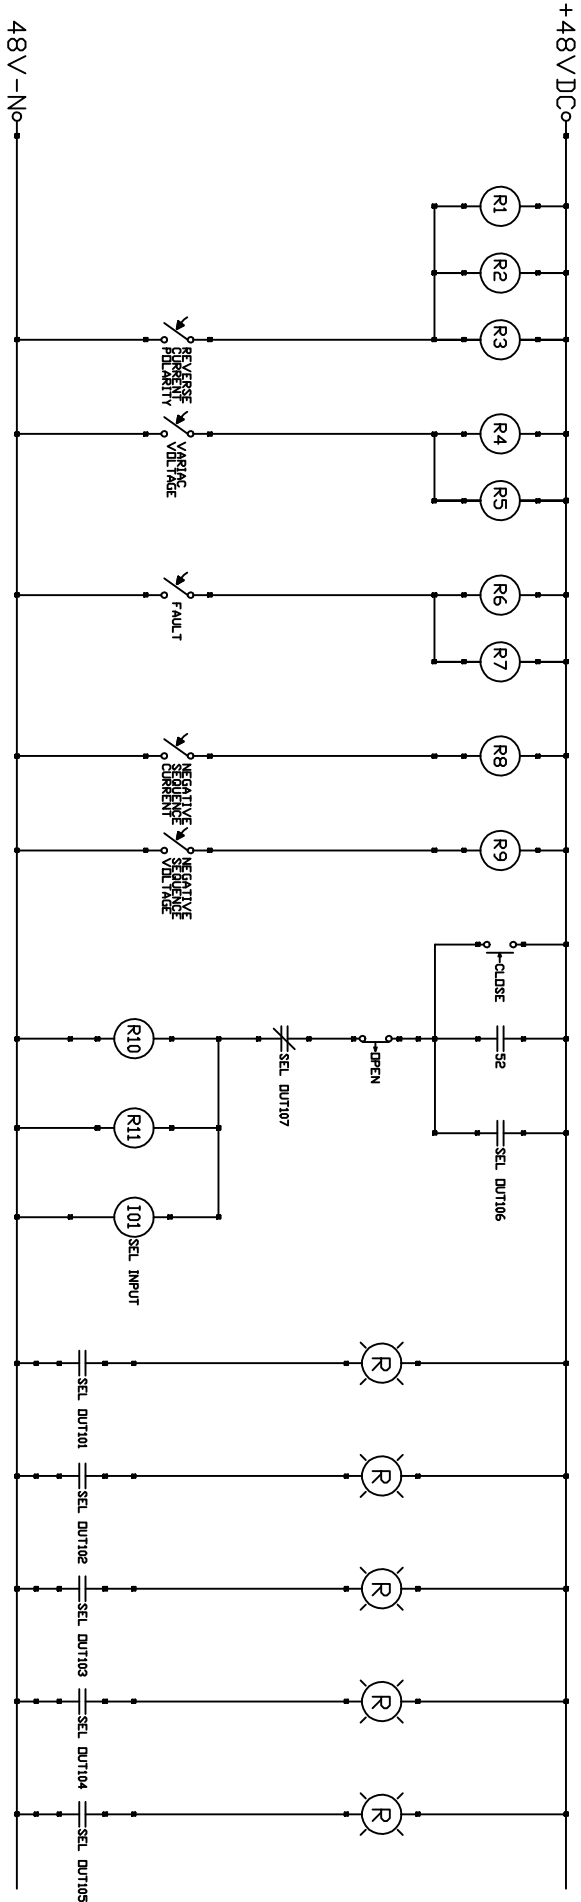 +48VDC
48V-N
R1
R2
R3
REVERSE
CURRENT
POLARITY
R4
VARIAC
VOLTAGE
R5
R6
FAULT
R7
R8
NEGATIVE
SEQUENCE
CURRENT
R9
NEGATIVE
SEQUENCE
VOLTAGE
CLOSE
52
OPEN
SEL OUT107
R10
R11
SEL OUT106
I01
SEL INPUT
R
SEL OUT101
R
SEL OUT102
R
SEL OUT103
R
SEL OUT104
R
SEL OUT105